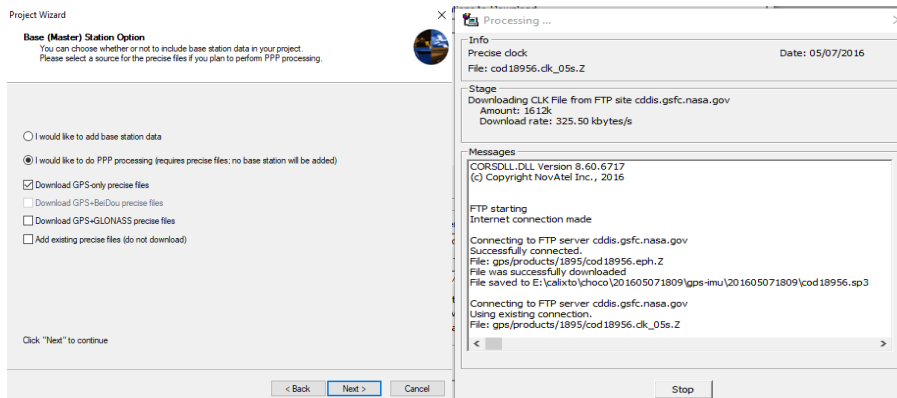 Project Wizard
Base (Master) Station Option
You can choose whether or not to include base station data in your project.
Please select a source for the precise files if you plan to perform PPP processing.
I would like to add base station data
I would like to do PPP processing (requires precise files; no base station will be added)
Download GPS-only precise files
Download GPS+BeiDou precise files
Download GPS+GLONASS precise files
Add existing precise files (do not download)
Click "Next" to continue
< Back
Next >
Cancel
Processing ...
Info
Precise clock
Date: 05/07/2016
File: cod18956.clk_05s.Z
Stage
Downloading CLK File from FTP site cddis.gsfc.nasa.gov
Amount: 1612k
Download rate: 325.50 kbytes/s
Messages
CORSDLL.DLL Version 8.60.6717
(c) Copyright NovAtel Inc., 2016
FTP starting
Internet connection made
Connecting to FTP server cddis.gsfc.nasa.gov
Successfully connected.
File: gps/products/1895/cod18956.eph.Z
File was successfully downloaded
File saved to E:\calixto\choco\201605071809\gps-imu\201605071809\cod18956.sp3
Connecting to FTP server cddis.gsfc.nasa.gov
Using existing connection.
File: gps/products/1895/cod18956.clk_05s.Z
Stop